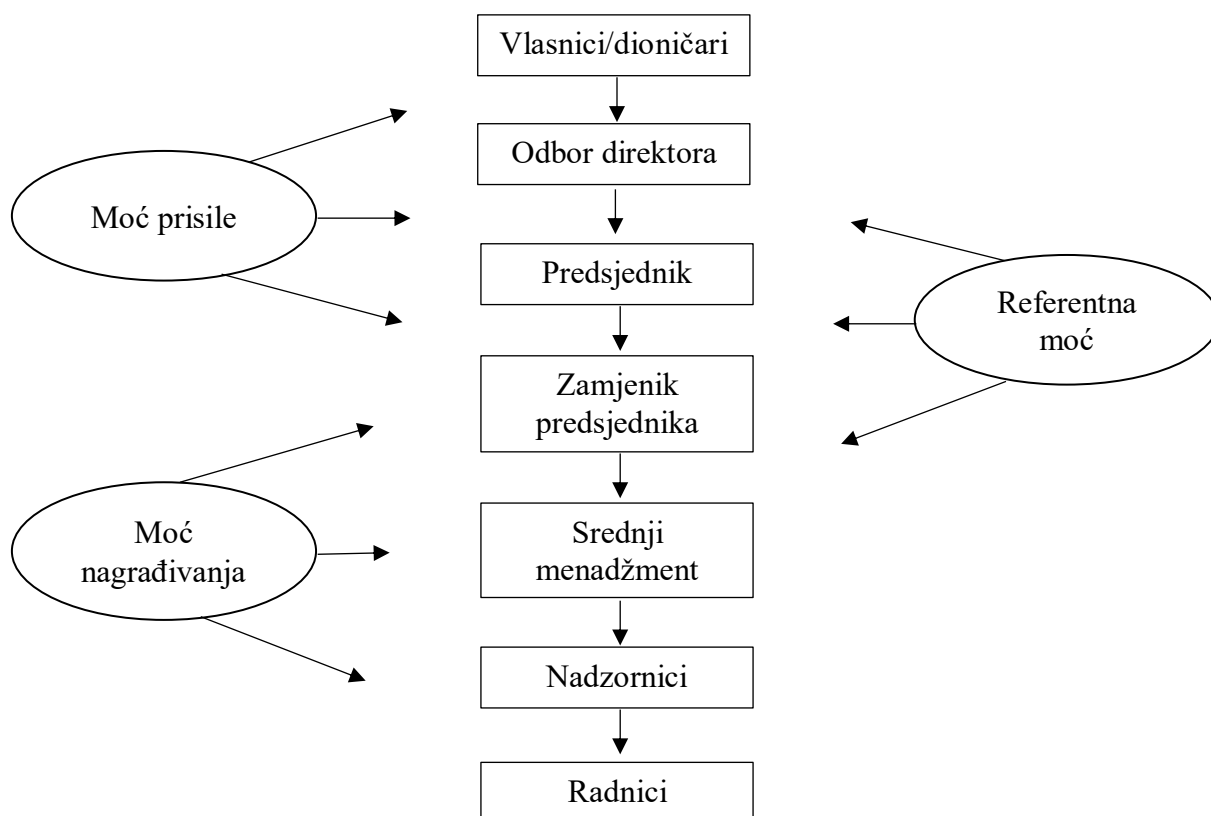 Vlasnici/dioničari
Odbor direktora
Moć prisile
Predsjednik
Referentna
moć
Zamjenik
predsjednika
Moć
nagrađivanja
Srednji
menadžment
Nadzornici
Radnici